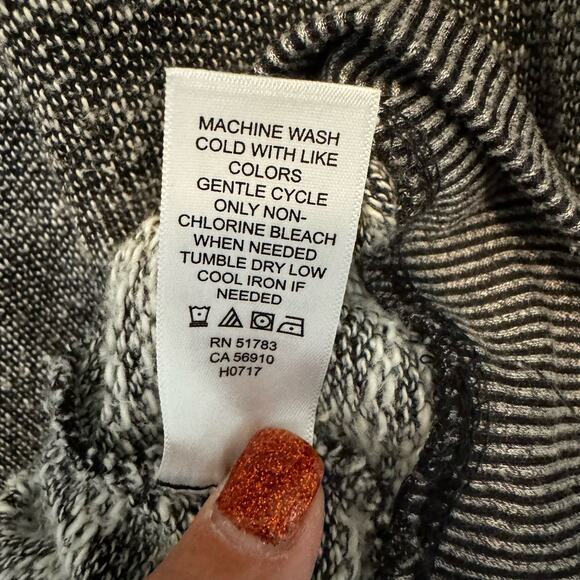 MACHINE WASH
COLD WITH LIKE
COLORS
GENTLE CYCLE
ONLY NON-
CHLORINE BLEACH
WHEN NEEDED
TUMBLE DRY LOW
COOL IRON IF
NEEDED
RN 51783
CA 56910
H0717